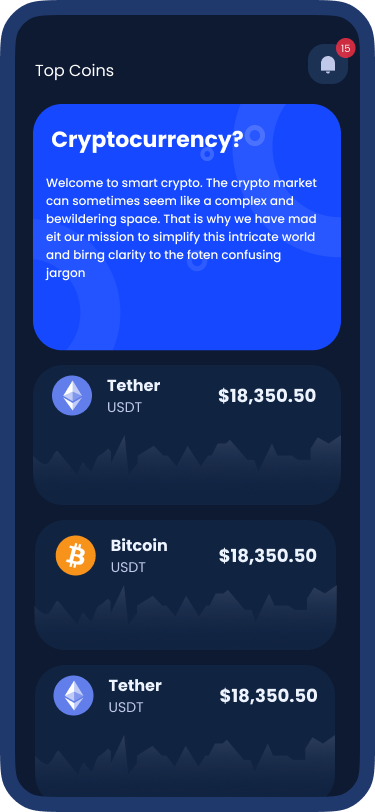 15
Top Coins
Cryptocurrency?
Welcome to smart crypto. The crypto market
can sometimes seem like a complex and
bewildering space. That is why we have mad
eit our mission to simplify this intricate world
and birng clarity to the foten confusing
jargon
Tether
$18,350.50
USDT
Bitcoin
$18,350.50
USDT
Tether
$18,350.50
USDT